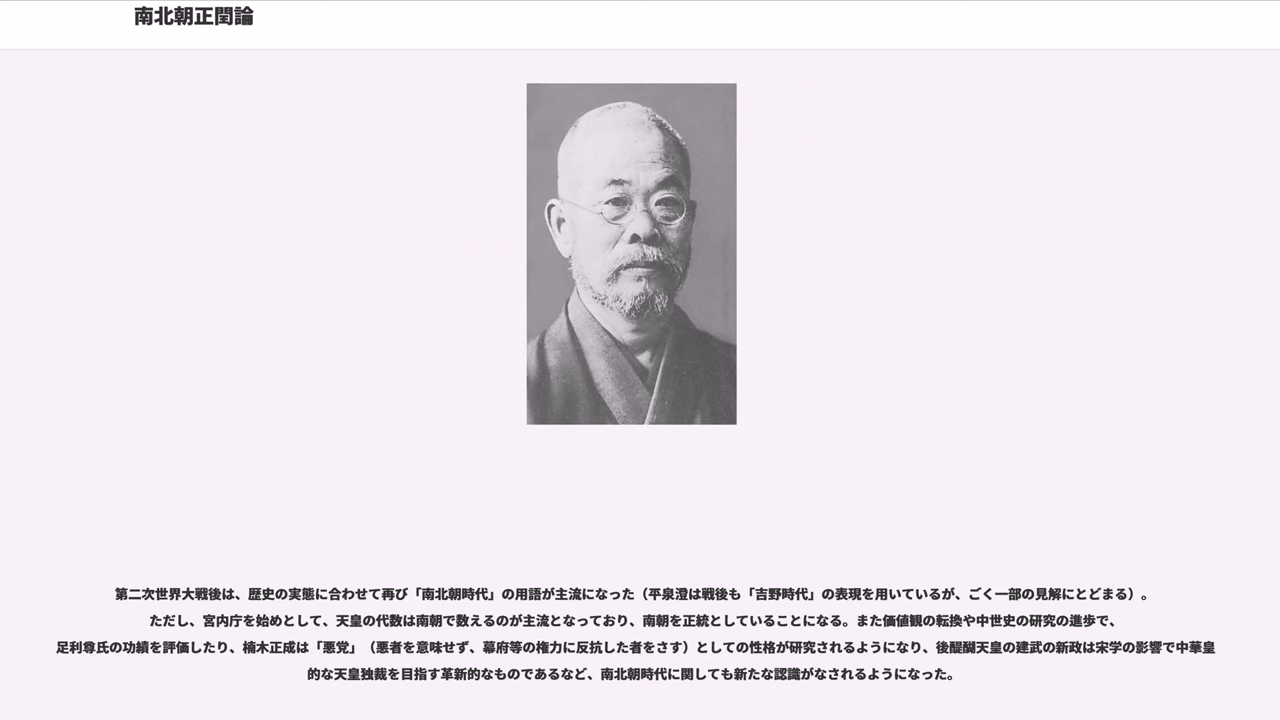 南北朝正閏論
第二次世界大戦後は、歴史の実態に合わせて再び「南北朝時代」の用語が主流になった（平泉澄は戦後も「吉野時代」の表現を用いているが、ごく一部の見解にとどまる）。
ただし、宮内庁を始めとして、天皇の代数は南朝で数えるのが主流となっており、南朝を正統としていることになる。また価値観の転換や中世史の研究の進歩で、
足利尊氏の功績を評価したり、楠木正成は「悪党」（悪者を意味せず、幕府等の権力に反抗した者をさす）としての性格が研究されるようになり、後醍醐天皇の建武の新政は宋学の影響で中華皇
的な天皇独裁を目指す革新的なものであるなど、南北朝時代に関しても新たな認識がなされるようになった。